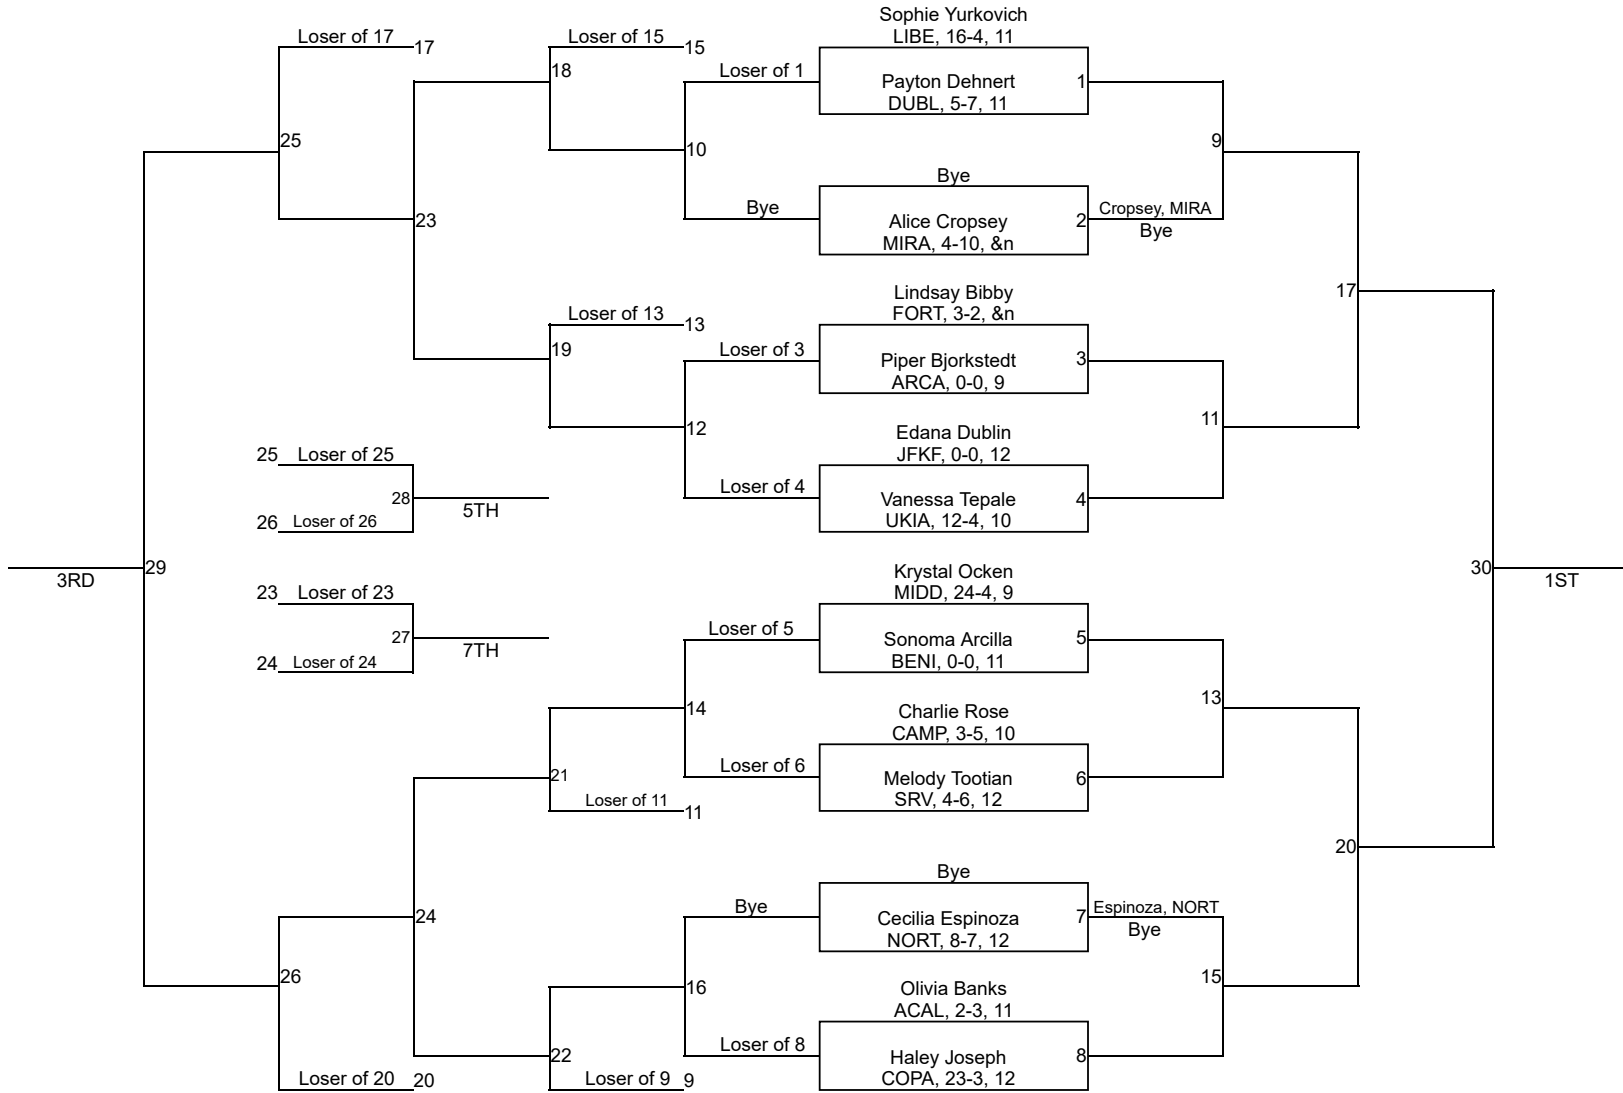 Sophie Yurkovich
LIBE, 16-4, 11
Loser of 17 17
Loser of 15 15
18
Loser of 1
Payton Dehnert 1
DUBL, 5-7, 11
25
10
9
Bye
Bye
Alice Cropsey 2
MIRA, 4-10, &n
Cropsey, MIRA
Bye
23
17
Lindsay Bibby
FORT, 3-2, &n
Loser of 13 13
19
Loser of 3
Piper Bjorkstedt 3
ARCA, 0-0, 9
12
11
Edana Dublin
JFKF, 0-0, 12
25 Loser of 25
28
5TH
26 Loser of 26
Loser of 4
Vanessa Tepale 4
UKIA, 12-4, 10
3RD
29
30
1ST
Krystal Ocken
MIDD, 24-4, 9
23 Loser of 23
27
7TH
24 Loser of 24
Loser of 5
Sonoma Arcilla 5
BENI, 0-0, 11
14
13
Charlie Rose
CAMP, 3-5, 10
21
Loser of 6
Melody Tootian 6
SRV, 4-6, 12
Loser of 11 11
20
Bye
Bye
Cecilia Espinoza 7
NORT, 8-7, 12
Espinoza, NORT
Bye
24
26
16
15
Olivia Banks
ACAL, 2-3, 11
22
Loser of 8
Haley Joseph 8
COPA, 23-3, 12
Loser of 20 20
Loser of 9 9